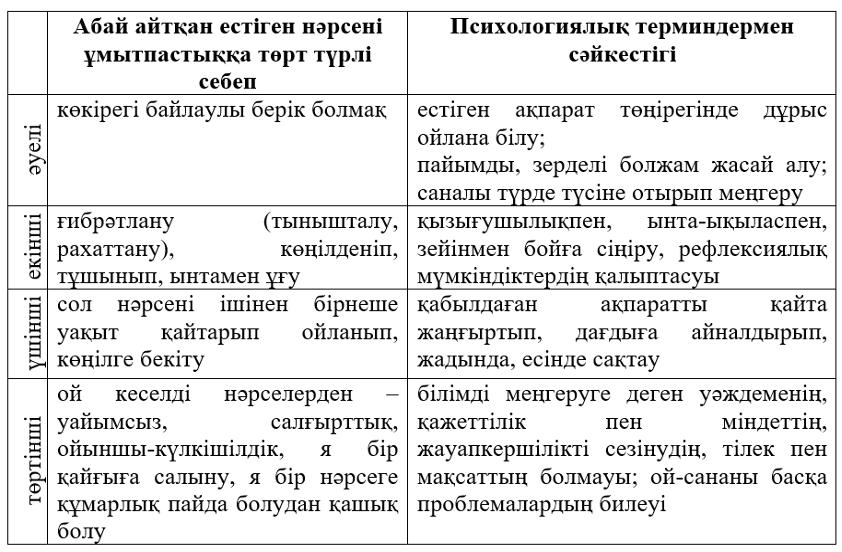 Абай айтқан естіген нәрсені
ұмытпастыққа төрт түрлі
себеп
Психологиялық терминдермен
сәйкестігі
әуелі
көкірегі байлаулы берік болмақ
естіген ақпарат төңірегінде дұрыс
ойлана білу;
пайымды, зерделі болжам жасай алу;
саналы түрде түсіне отырып меңгеру
екінші
ғибрәтлану (тынышталу,
рахаттану), көңілденіп,
тұшынып, ынтамен ұғу
қызығушылықпен, ынта-ықыласпен,
зейінмен бойға сіңіру, рефлексиялық
мүмкіндіктердің қалыптасуы
үшінші
сол нәрсені ішінен бірнеше
уақыт қайтарып ойланып,
көңілге бекіту
қабылдаған ақпаратты қайта
жаңғыртып, дағдыға айналдырып,
жадында, есінде сақтау
төртінші
ой кеселді нәрселерден –
уайымсыз, салғырттық,
ойыншы-күлкішілдік, я бір
қайғыға салыну, я бір нәрсеге
құмарлық пайда болудан қашық
болу
білімді меңгеруге деген уәждеменің,
қажеттілік пен міндеттің,
жауапкершілікті сезінудің, тілек пен
мақсаттың болмауы; ой-сананы басқа
проблемалардың билеуі